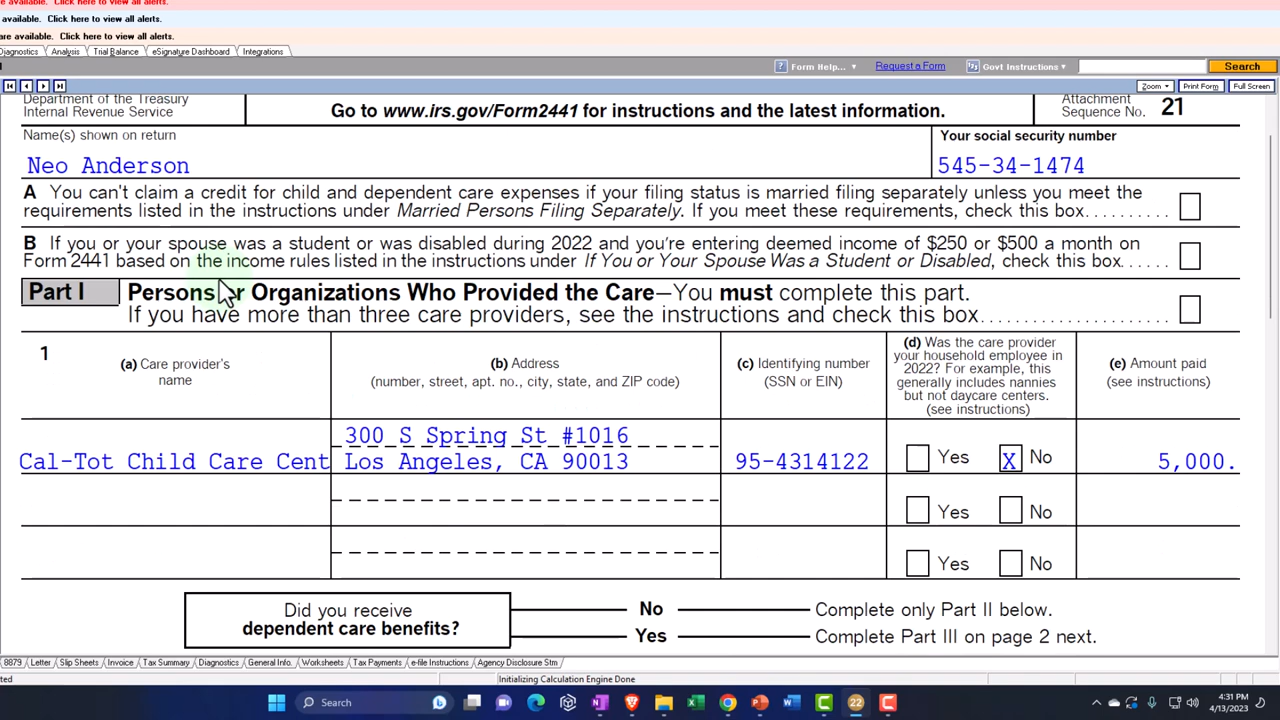 available. Click here to view all alerts.
re available. Click here to view all alerts.
Diagnostics Analysis Trial Balance eSignature Dashboard Integrations
Form Help... Request a Form Govt Instructions Search
Zoom Print Form Full Screen
Department of the Treasury
Internal Revenue Service
Go to www.irs.gov/Form2441 for instructions and the latest information.
Attachment
Sequence No. 21
Name(s) shown on return
Your social security number
Neo Anderson
545-34-1474
A You can't claim a credit for child and dependent care expenses if your filing status is married filing separately unless you meet the
requirements listed in the instructions under Married Persons Filing Separately. If you meet these requirements, check this box..........
B If you or your spouse was a student or was disabled during 2022 and you're entering deemed income of $250 or $500 a month on
Form 2441 based on the income rules listed in the instructions under If You or Your Spouse Was a Student or Disabled, check this box......
Part I Persons or Organizations Who Provided the Care—You must complete this part.
If you have more than three care providers, see the instructions and check this box........................
1
(a) Care provider's
name
(b) Address
(number, street, apt. no., city, state, and ZIP code)
(c) Identifying number
(SSN or EIN)
(d) Was the care provider
your household employee in
2022? For example, this
generally includes nannies
but not daycare centers.
(see instructions)
(e) Amount paid
(see instructions)
300 S Spring St #1016
Cal-Tot Child Care Cent Los Angeles, CA 90013 95-4314122 Yes X No 5,000.
Yes No
Yes No
Did you receive
dependent care benefits?
No Complete only Part II below.
Yes Complete Part III on page 2 next.
8879 Letter Slip Sheets Invoice Tax Summary Diagnostics General Info. Worksheets Tax Payments e-file Instructions Agency Disclosure Stm
ted Initializing Calculation Engine Done
Search
22
4:31 PM
4/13/2023